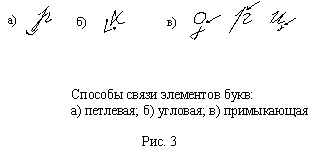 а) б) в)
Способы связи элементов букв:
а) петлевая; б) угловая; в) примыкающая
Рис. 3